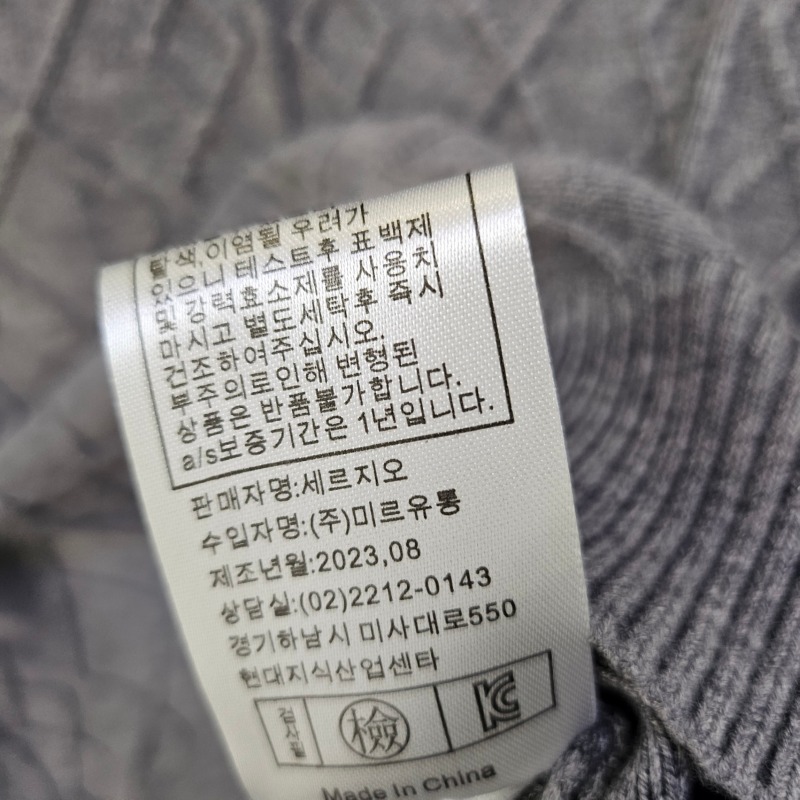 탈색,이염될 우려가
있으니 테스트후 표백제
및 강력효소제를 사용치
마시고 별도세탁후 즉시
건조하여주십시오.
부주의로인해 변형된
상품은 반품불가합니다.
a/s보증기간은 1년입니다.
판매자명:세르지오
수입자명:(주)미르유통
제조년월:2023,08
상담실:(02)2212-0143
경기하남시 미사대로550
현대지식산업센타
검사필 檢 KC
Made in China